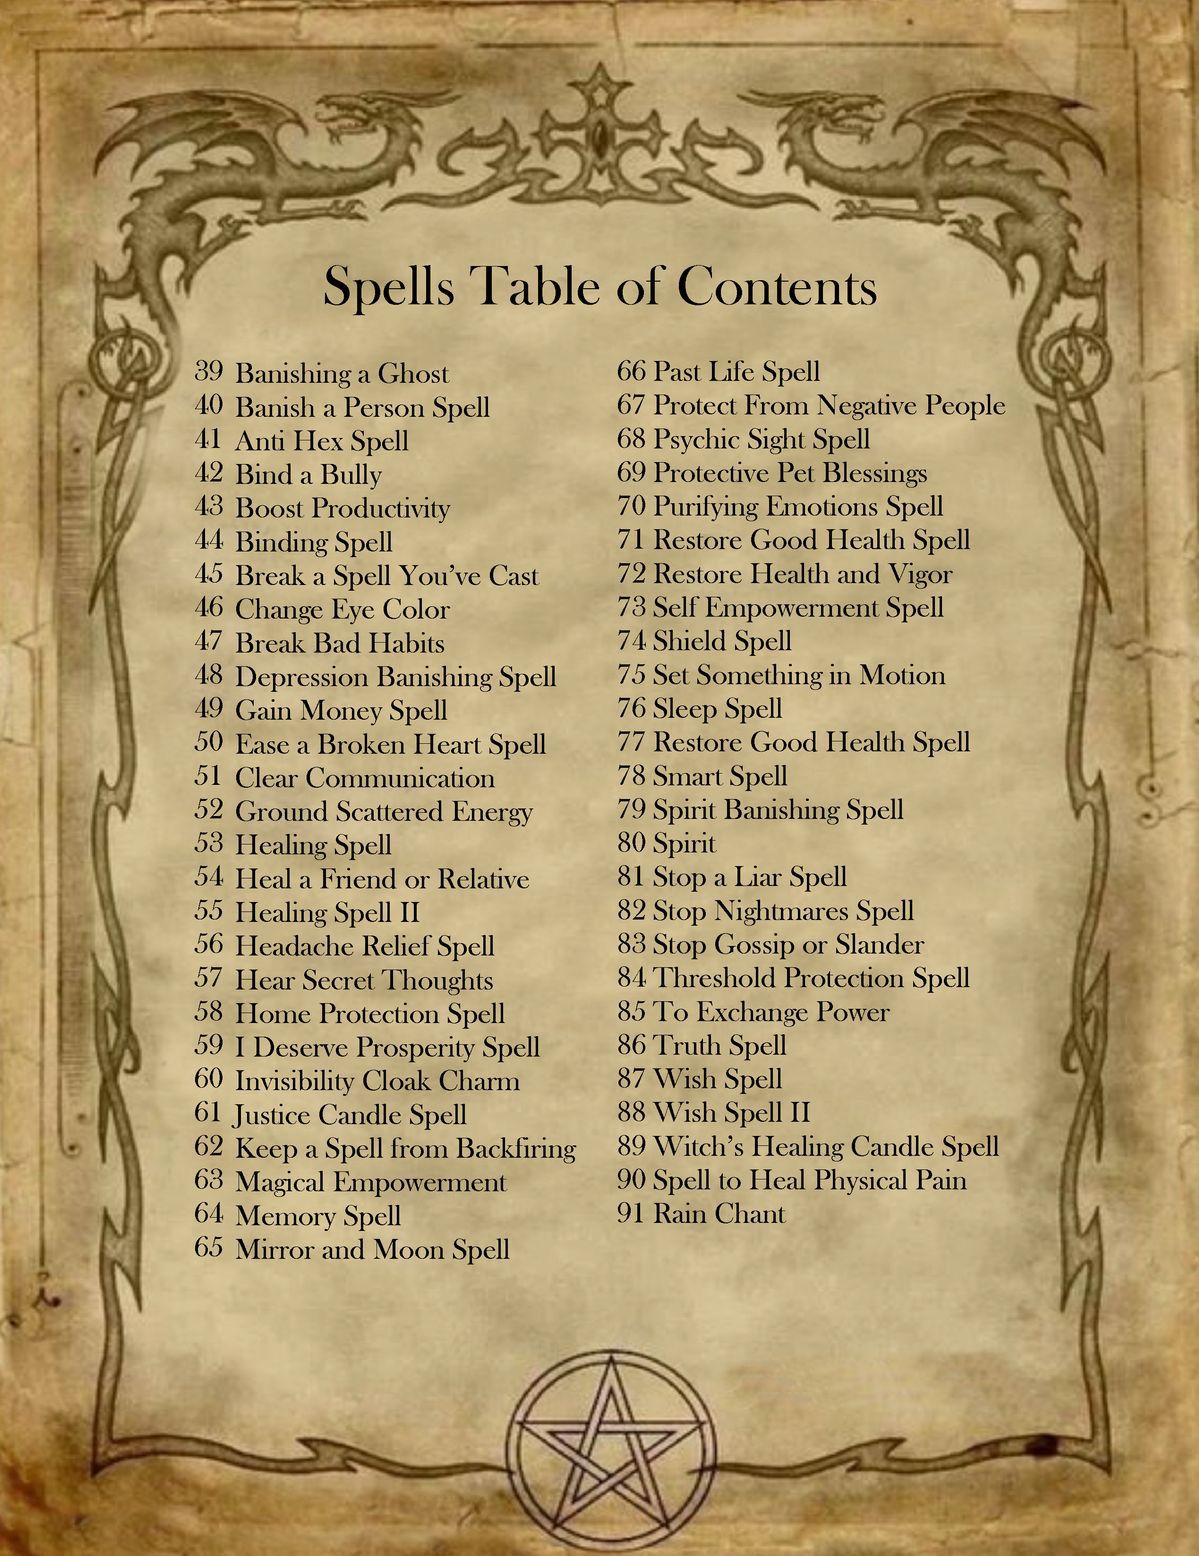 Spells Table of Contents
39 Banishing a Ghost
40 Banish a Person Spell
41 Anti Hex Spell
42 Bind a Bully
43 Boost Productivity
44 Binding Spell
45 Break a Spell You've Cast
46 Change Eye Color
47 Break Bad Habits
48 Depression Banishing Spell
49 Gain Money Spell
50 Ease a Broken Heart Spell
51 Clear Communication
52 Ground Scattered Energy
53 Healing Spell
54 Heal a Friend or Relative
55 Healing Spell II
56 Headache Relief Spell
57 Hear Secret Thoughts
58 Home Protection Spell
59 I Deserve Prosperity Spell
60 Invisibility Cloak Charm
61 Justice Candle Spell
62 Keep a Spell from Backfiring
63 Magical Empowerment
64 Memory Spell
65 Mirror and Moon Spell
66 Past Life Spell
67 Protect From Negative People
68 Psychic Sight Spell
69 Protective Pet Blessings
70 Purifying Emotions Spell
71 Restore Good Health Spell
72 Restore Health and Vigor
73 Self Empowerment Spell
74 Shield Spell
75 Set Something in Motion
76 Sleep Spell
77 Restore Good Health Spell
78 Smart Spell
79 Spirit Banishing Spell
80 Spirit
81 Stop a Liar Spell
82 Stop Nightmares Spell
83 Stop Gossip or Slander
84 Threshold Protection Spell
85 To Exchange Power
86 Truth Spell
87 Wish Spell
88 Wish Spell II
89 Witch's Healing Candle Spell
90 Spell to Heal Physical Pain
91 Rain Chant